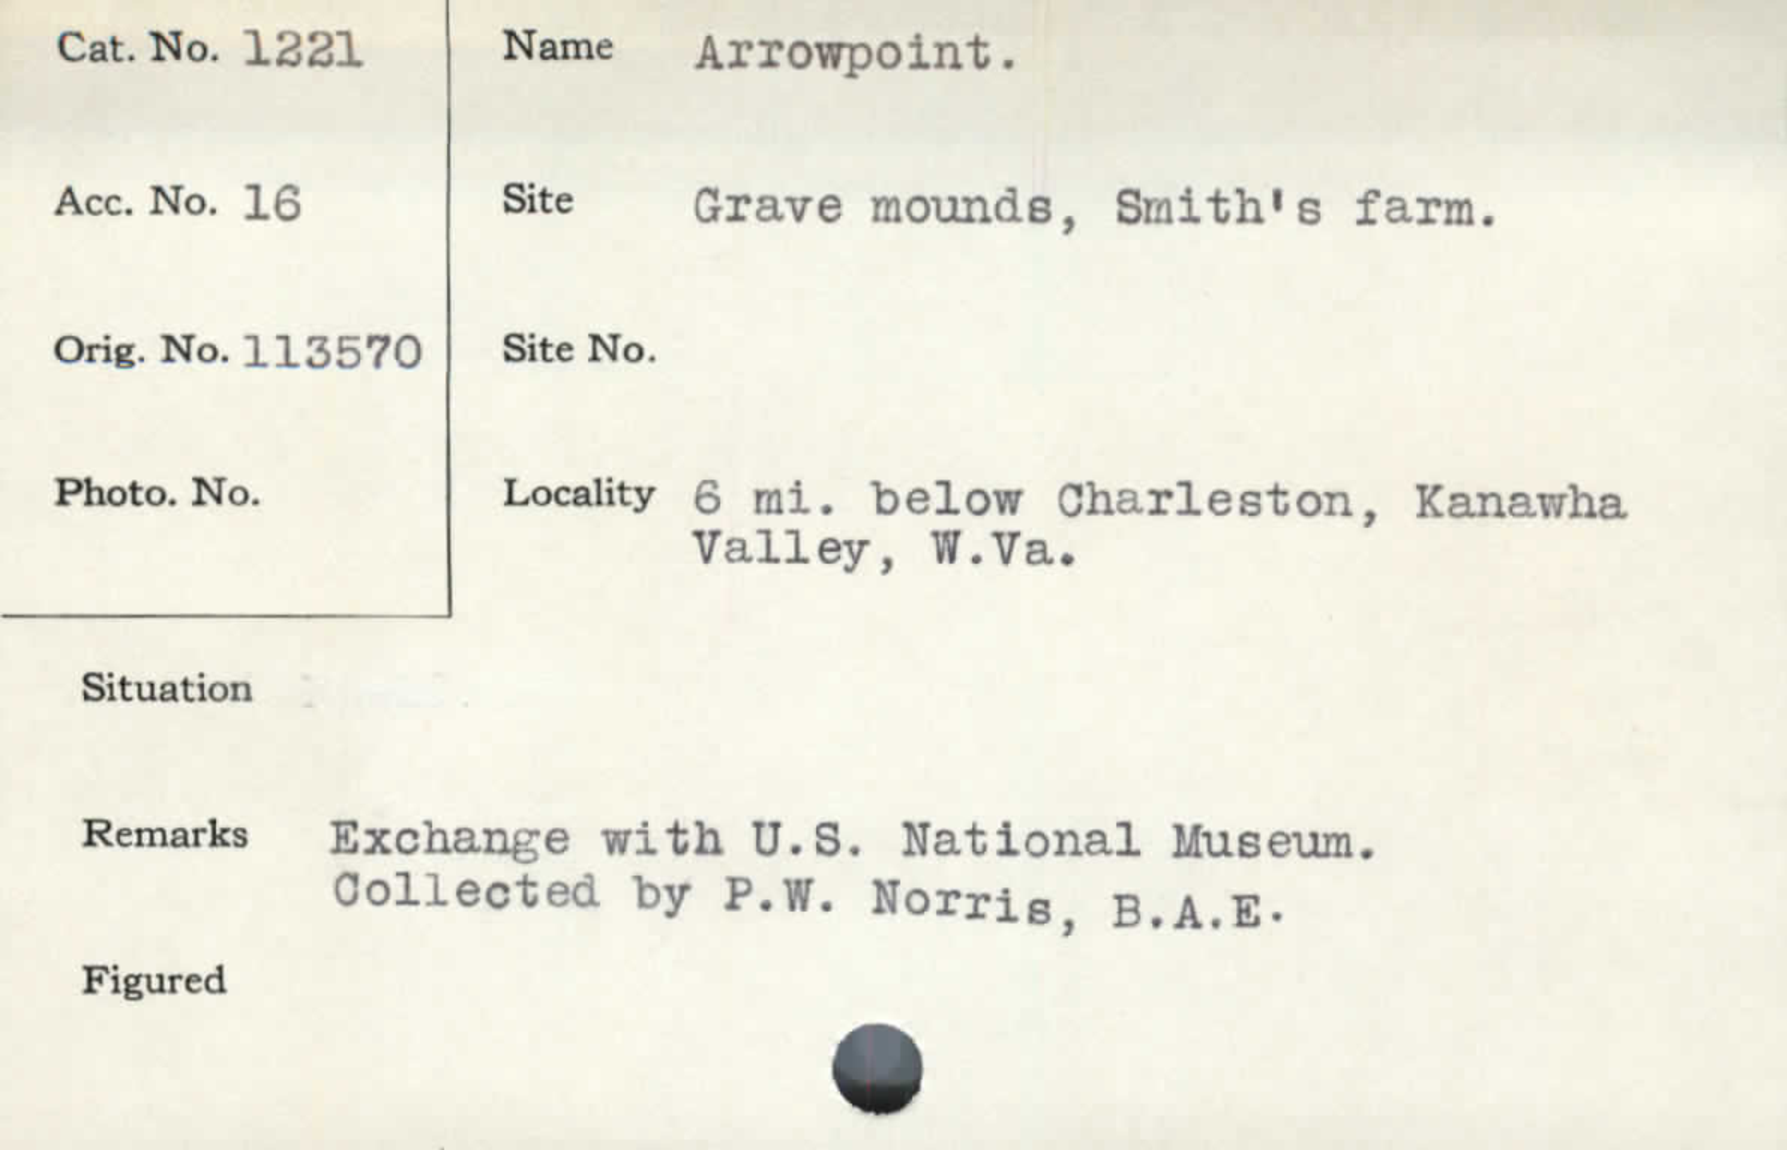 Cat. No. 1221
Name Arrowpoint.
Acc. No. 16
Site Grave mounds, Smith's farm.
Orig. No. 113570
Site No.
Photo. No.
Locality 6 mi. below Charleston, Kanawha
Valley, W.Va.
Situation
Remarks Exchange with U.S. National Museum.
Collected by P.W. Norris, B.A.E.
Figured